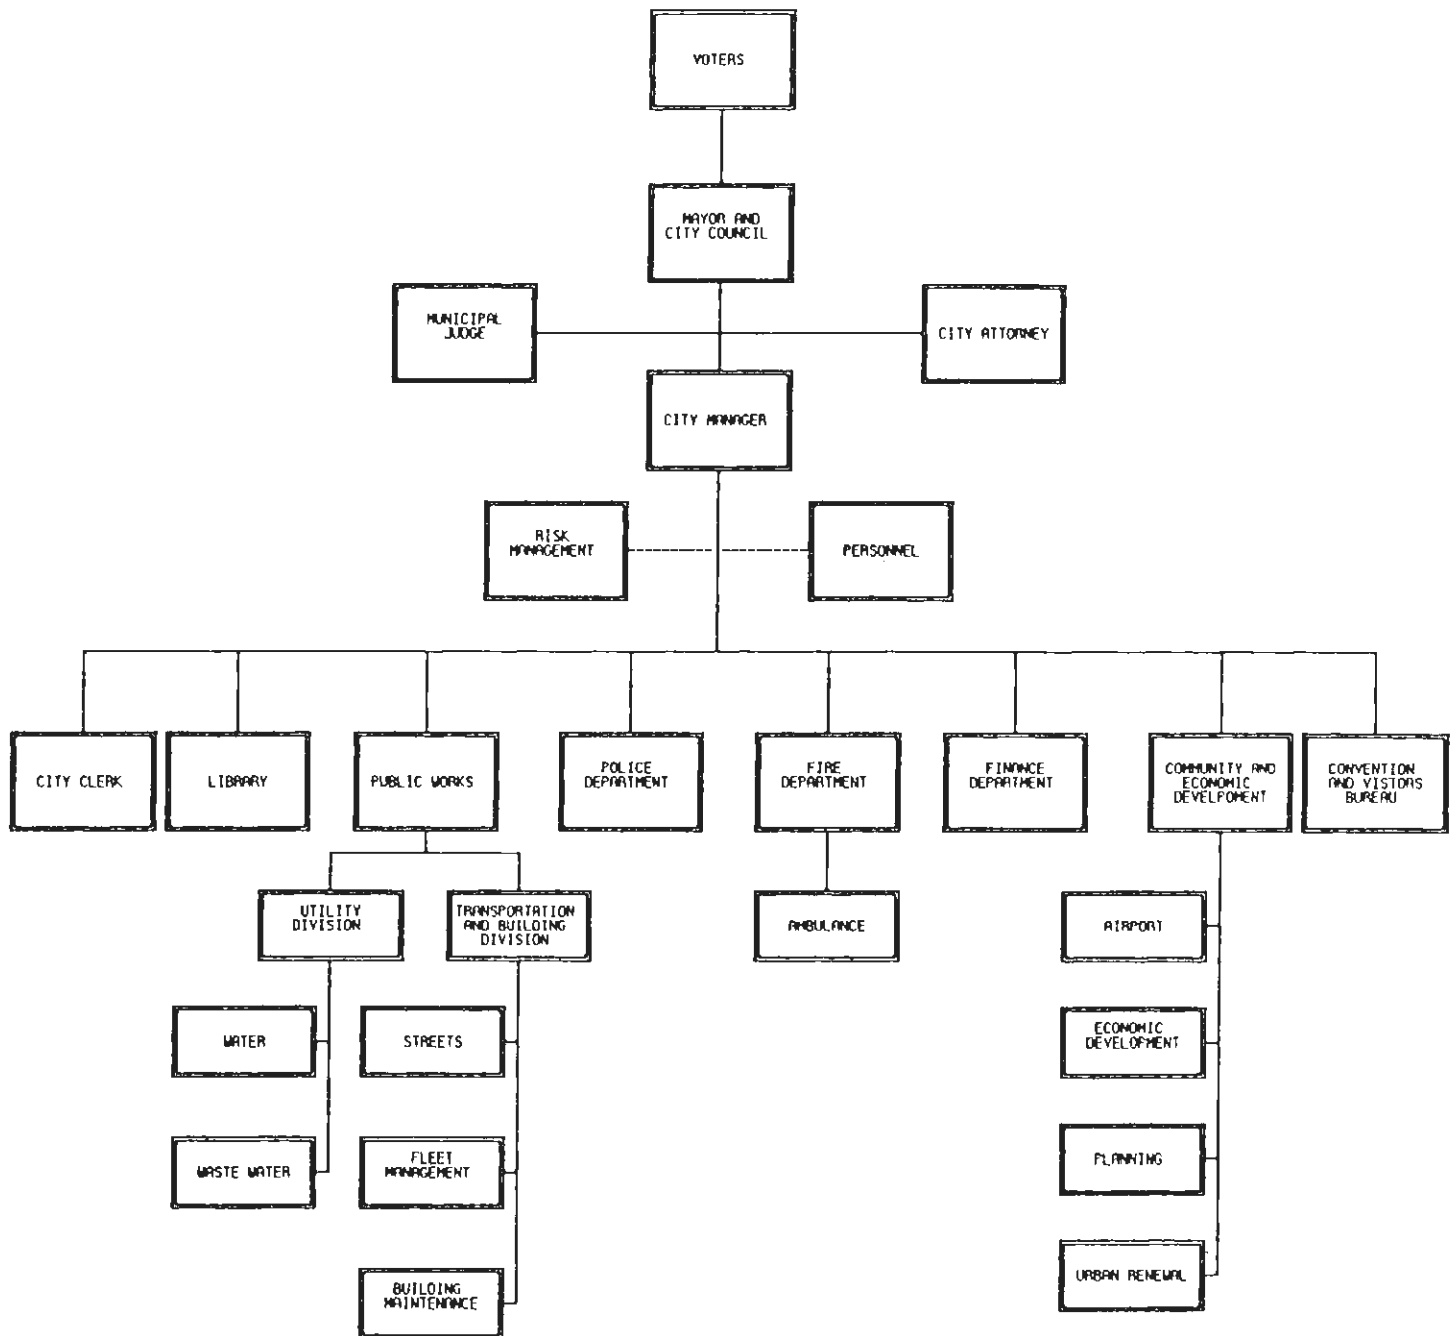 VOTERS
MAYOR AND
CITY COUNCIL
MUNICIPAL
JUDGE
CITY ATTORNEY
CITY MANAGER
RISK
MANAGEMENT
PERSONNEL
CITY CLERK
LIBRARY
PUBLIC WORKS
POLICE
DEPARTMENT
FIRE
DEPARTMENT
FINANCE
DEPARTMENT
COMMUNITY AND
ECONOMIC
DEVELPOMENT
CONVENTION
AND VISTORS
BUREAU
UTILITY
DIVISION
TRANSPORTATION
AND BUILDING
DIVISION
AMBULANCE
AIRPORT
WATER
STREETS
ECONOMIC
DEVELOPMENT
WASTE WATER
FLEET
MANAGEMENT
PLANNING
BUILDING
MAINTENANCE
URBAN RENEWAL